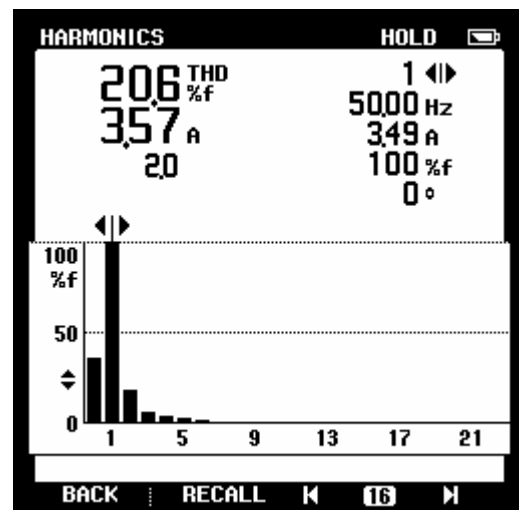 HARMONICS HOLD
20.6 THD %f
1
3.57 A
50.00 Hz
3.49 A
2.0
100 %f
0 °
100
%f
50
0
1 5 9 13 17 21
BACK RECALL 16